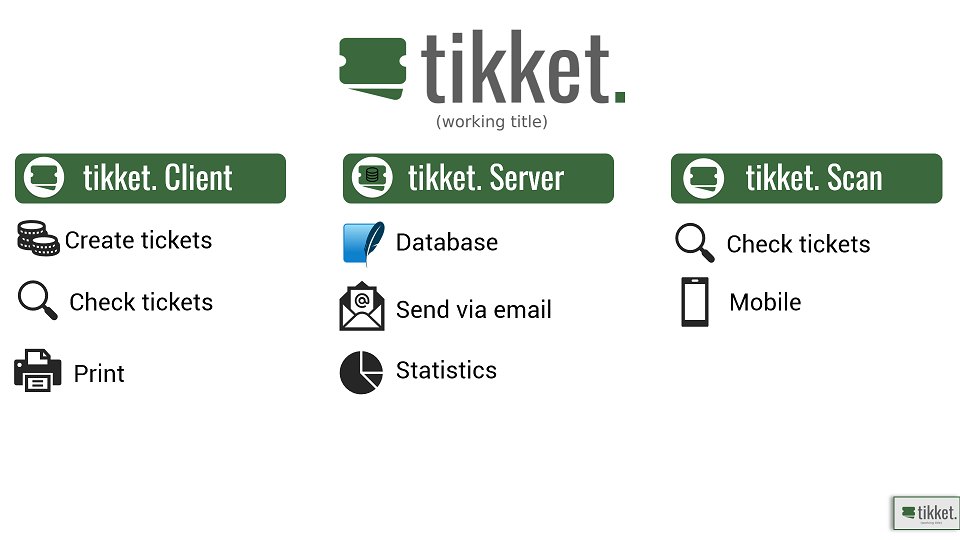 tikket.
(working title)
tikket. Client
Create tickets
Check tickets
Print
tikket. Server
Database
@
Send via email
Statistics
tikket. Scan
Check tickets
Mobile
tikket.